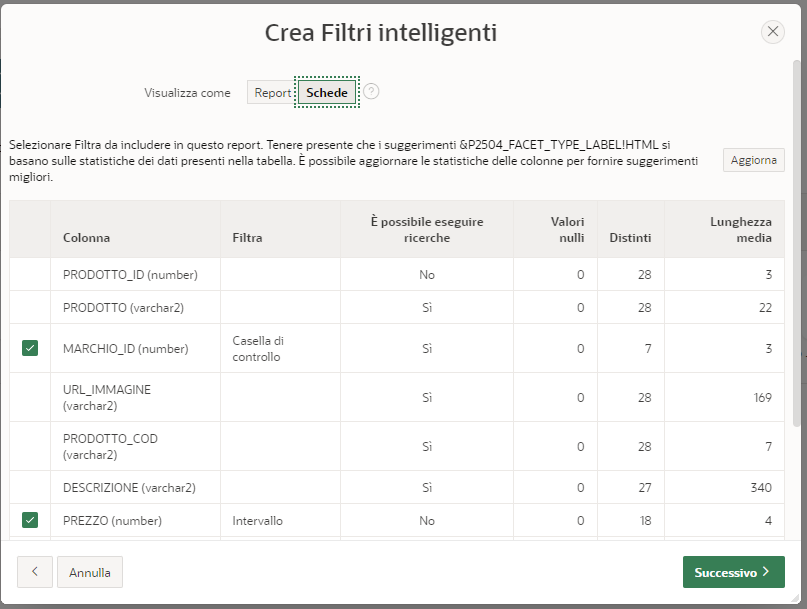 Crea Filtri intelligenti
Visualizza come Report Schede ?
Selezionare Filtra da includere in questo report. Tenere presente che i suggerimenti &P2504_FACET_TYPE_LABEL!HTML si
basano sulle statistiche dei dati presenti nella tabella. È possibile aggiornare le statistiche delle colonne per fornire suggerimenti
migliori.
Aggiorna
Colonna Filtra È possibile eseguire ricerche Valori nulli Distinti Lunghezza media
PRODOTTO_ID (number) No 0 28 3
PRODOTTO (varchar2) Sì 0 28 22
MARCHIO_ID (number) Casella di controllo Sì 0 7 3
URL_IMMAGINE (varchar2) Sì 0 28 169
PRODOTTO_COD (varchar2) Sì 0 28 7
DESCRIZIONE (varchar2) Sì 0 27 340
PREZZO (number) Intervallo No 0 18 4
Annulla Successivo